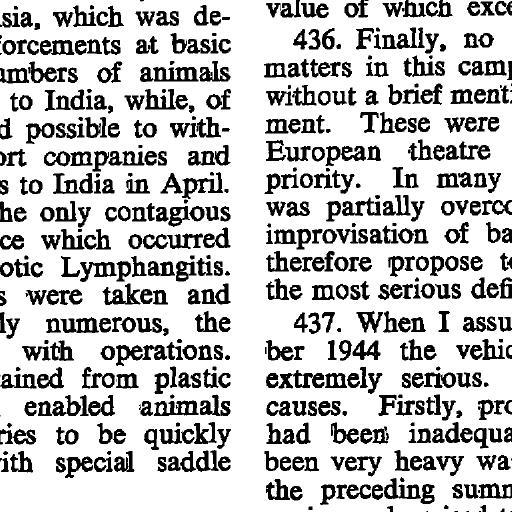 sia, which was de-
forcements at basic
umbers of animals
to India, while, of
d possible to with-
ort companies and
s to India in April.
he only contagious
ce which occurred
otic Lymphangitis.
s were taken and
ly numerous, the
with operations.
ained from plastic
enabled animals
ries to be quickly
ith special saddle
value of which exce
436. Finally, no
matters in this camp
without a brief menti
ment. These were
European theatre
priority. In many
was partially overco
improvisation of ba
therefore propose to
the most serious defi
437. When I assu
ber 1944 the vehic
extremely serious.
causes. Firstly, pro
had been inadequa
been very heavy wa
the preceding summ